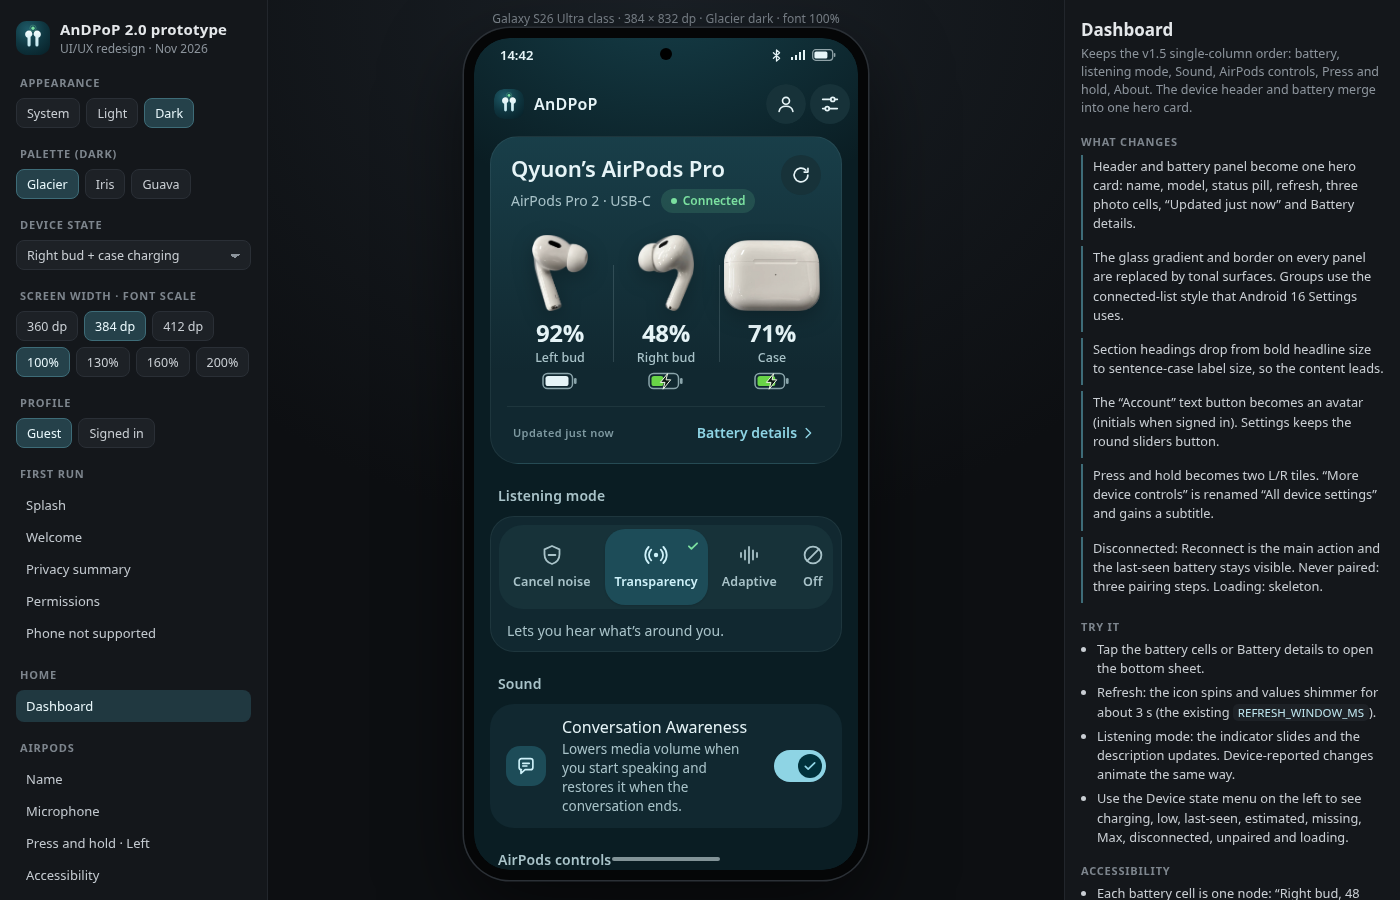 AnDPoP 2.0 prototype
UI/UX redesign · Nov 2026
APPEARANCE
System
Light
Dark
PALETTE (DARK)
Glacier
Iris
Guava
DEVICE STATE
Right bud + case charging
SCREEN WIDTH · FONT SCALE
360 dp
384 dp
412 dp
100%
130%
160%
200%
PROFILE
Guest
Signed in
FIRST RUN
Splash
Welcome
Privacy summary
Permissions
Phone not supported
HOME
Dashboard
AIRPODS
Name
Microphone
Press and hold · Left
Accessibility
Galaxy S26 Ultra class · 384 × 832 dp · Glacier dark · font 100%
14:42
AnDPoP
Qyuon’s AirPods Pro
AirPods Pro 2 · USB-C
Connected
92%
Left bud
48%
Right bud
71%
Case
Updated just now
Battery details
Listening mode
Cancel noise
Transparency
Adaptive
Off
Lets you hear what’s around you.
Sound
Conversation Awareness
Lowers media volume when
you start speaking and
restores it when the
conversation ends.
AirPods controls
Dashboard
Keeps the v1.5 single-column order: battery,
listening mode, Sound, AirPods controls, Press and
hold, About. The device header and battery merge
into one hero card.
WHAT CHANGES
Header and battery panel become one hero
card: name, model, status pill, refresh, three
photo cells, “Updated just now” and Battery
details.
The glass gradient and border on every panel
are replaced by tonal surfaces. Groups use the
connected-list style that Android 16 Settings
uses.
Section headings drop from bold headline size
to sentence-case label size, so the content leads.
The “Account” text button becomes an avatar
(initials when signed in). Settings keeps the
round sliders button.
Press and hold becomes two L/R tiles. “More
device controls” is renamed “All device settings”
and gains a subtitle.
Disconnected: Reconnect is the main action and
the last-seen battery stays visible. Never paired:
three pairing steps. Loading: skeleton.
TRY IT
Tap the battery cells or Battery details to open
the bottom sheet.
Refresh: the icon spins and values shimmer for
about 3 s (the existing REFRESH_WINDOW_MS).
Listening mode: the indicator slides and the
description updates. Device-reported changes
animate the same way.
Use the Device state menu on the left to see
charging, low, last-seen, estimated, missing,
Max, disconnected, unpaired and loading.
ACCESSIBILITY
Each battery cell is one node: “Right bud, 48